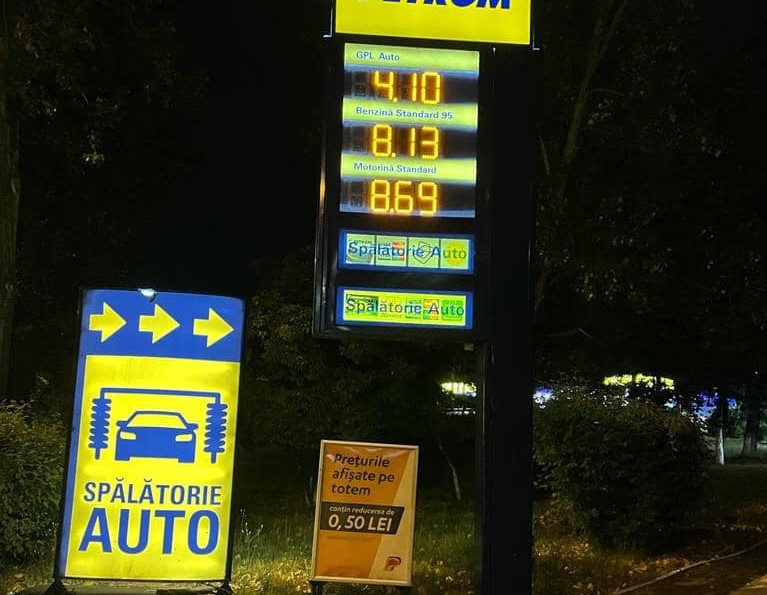 GPL Auto
4.10
Benzină Standard 95
8.13
Motorină Standard
8.69
Spălătorie Auto
Spălătorie Auto
SPĂLĂTORIE
AUTO
Prețurile
afișate pe
totem
conțin reducerea de
0,50 LEI